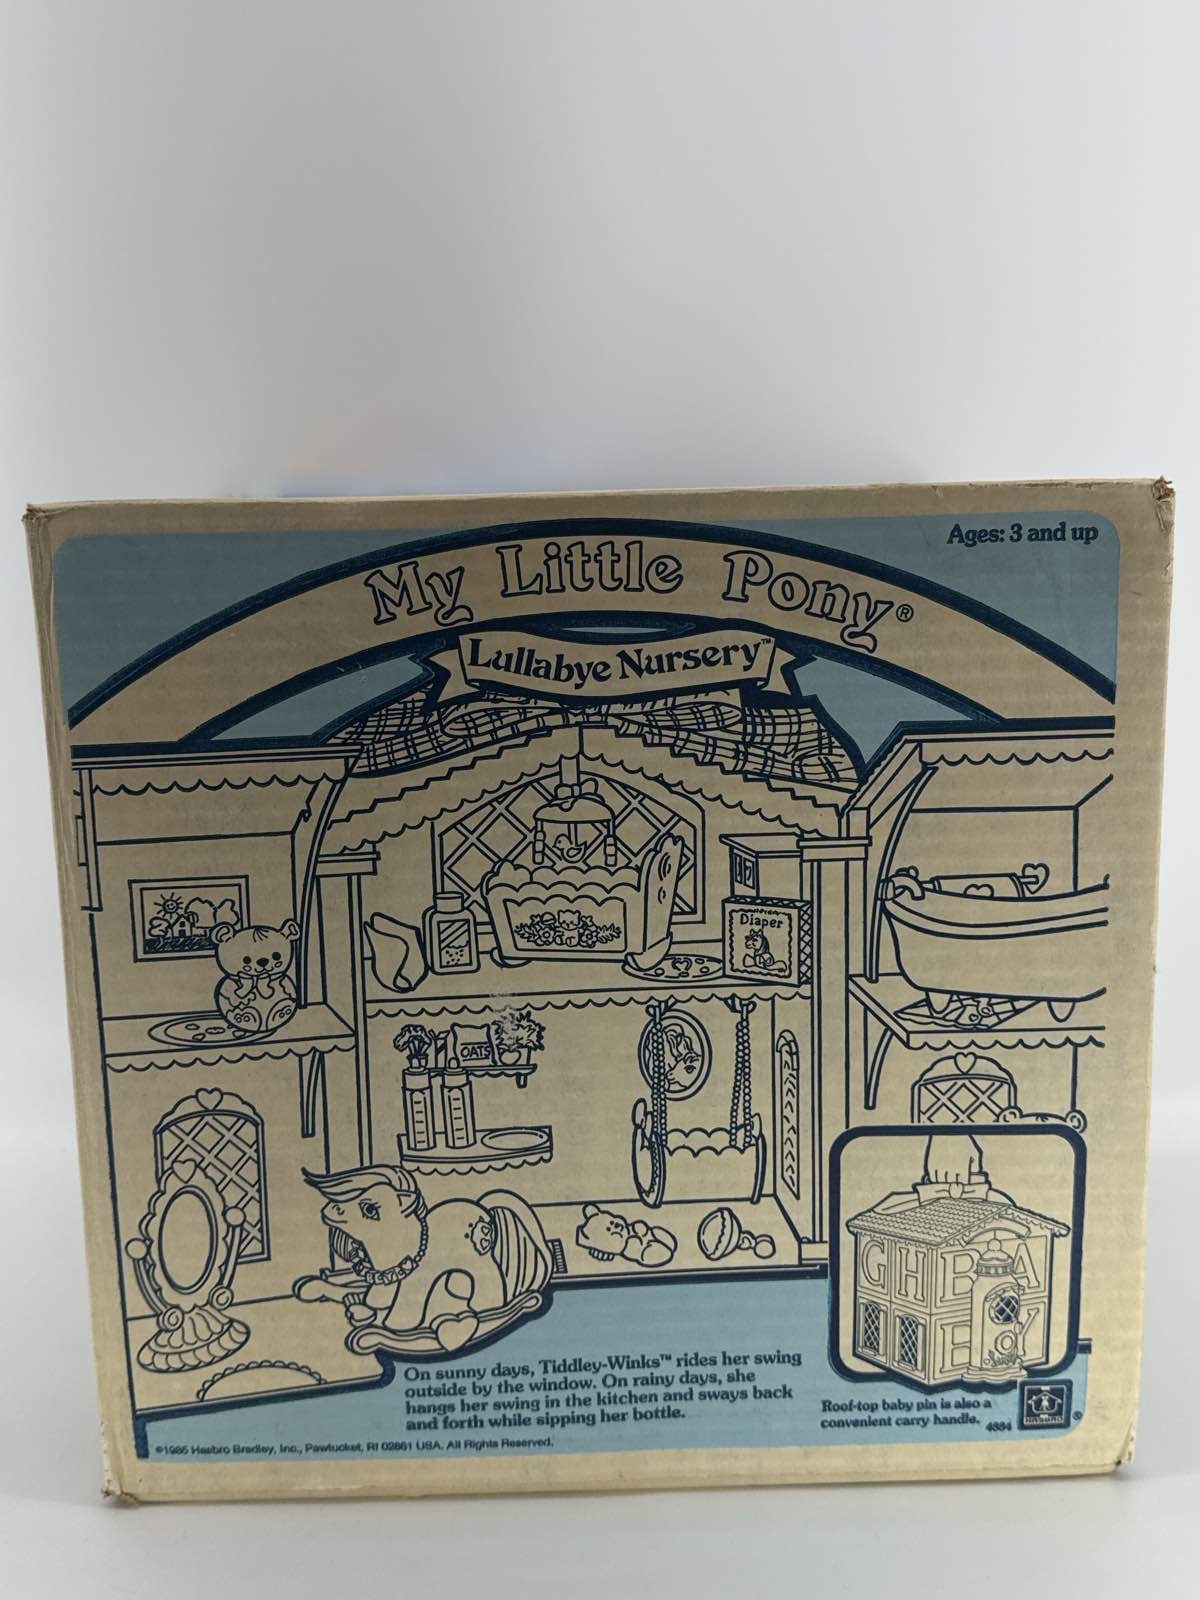 Ages: 3 and up
My Little Pony®
Lullabye Nursery™
Diaper
OATS
GHBA
E Y
On sunny days, Tiddley-Winks™ rides her swing
outside by the window. On rainy days, she
hangs her swing in the kitchen and sways back
and forth while sipping her bottle.
Roof-top baby pin is also a
convenient carry handle.
4884
©1985 Hasbro Bradley, Inc., Pawtucket, RI 02861 USA. All Rights Reserved.